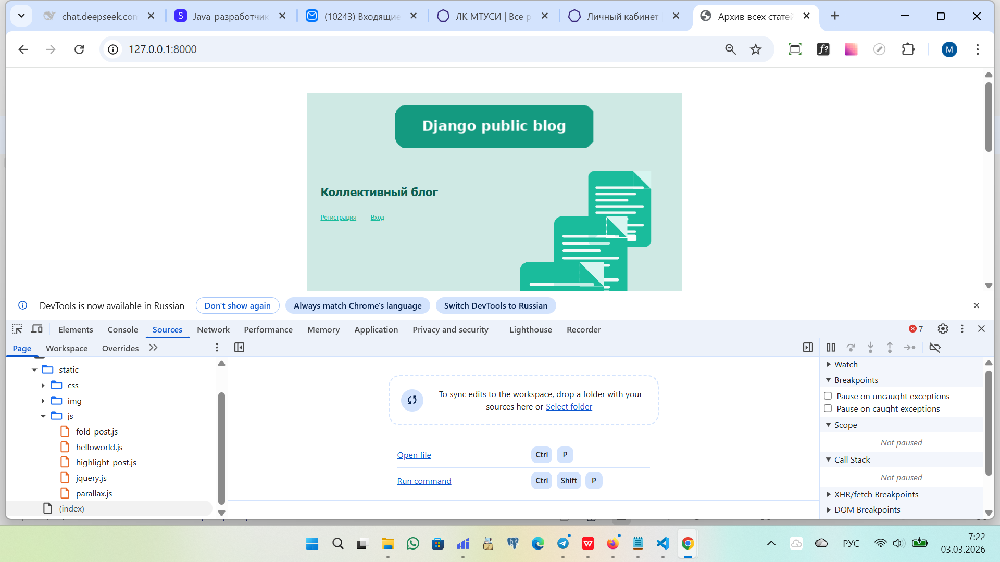 chat.deepseek.con
S
Java-разработчик
(10243) Входящие
ЛК МТУСИ | Все р
Личный кабинет |
Архив всех статей
127.0.0.1:8000
f?
M
Django public blog
Коллективный блог
Регистрация Вход
DevTools is now available in Russian
Don't show again
Always match Chrome's language
Switch DevTools to Russian
Elements Console Sources Network Performance Memory Application Privacy and security Lighthouse Recorder
7
Page Workspace Overrides
static
css
img
js
fold-post.js
helloworld.js
highlight-post.js
jquery.js
parallax.js
(index)
To sync edits to the workspace, drop a folder with your
sources here or Select folder
Open file Ctrl P
Run command Ctrl Shift P
Watch
Breakpoints
Pause on uncaught exceptions
Pause on caught exceptions
Scope
Not paused
Call Stack
Not paused
XHR/fetch Breakpoints
DOM Breakpoints
РУС
7:22
03.03.2026